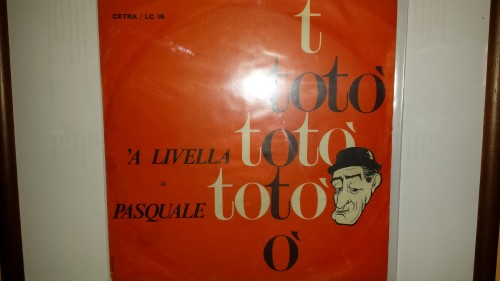 CETRA / LC 18
t
totò
'A LIVELLA totò
e
PASQUALE totò
ò